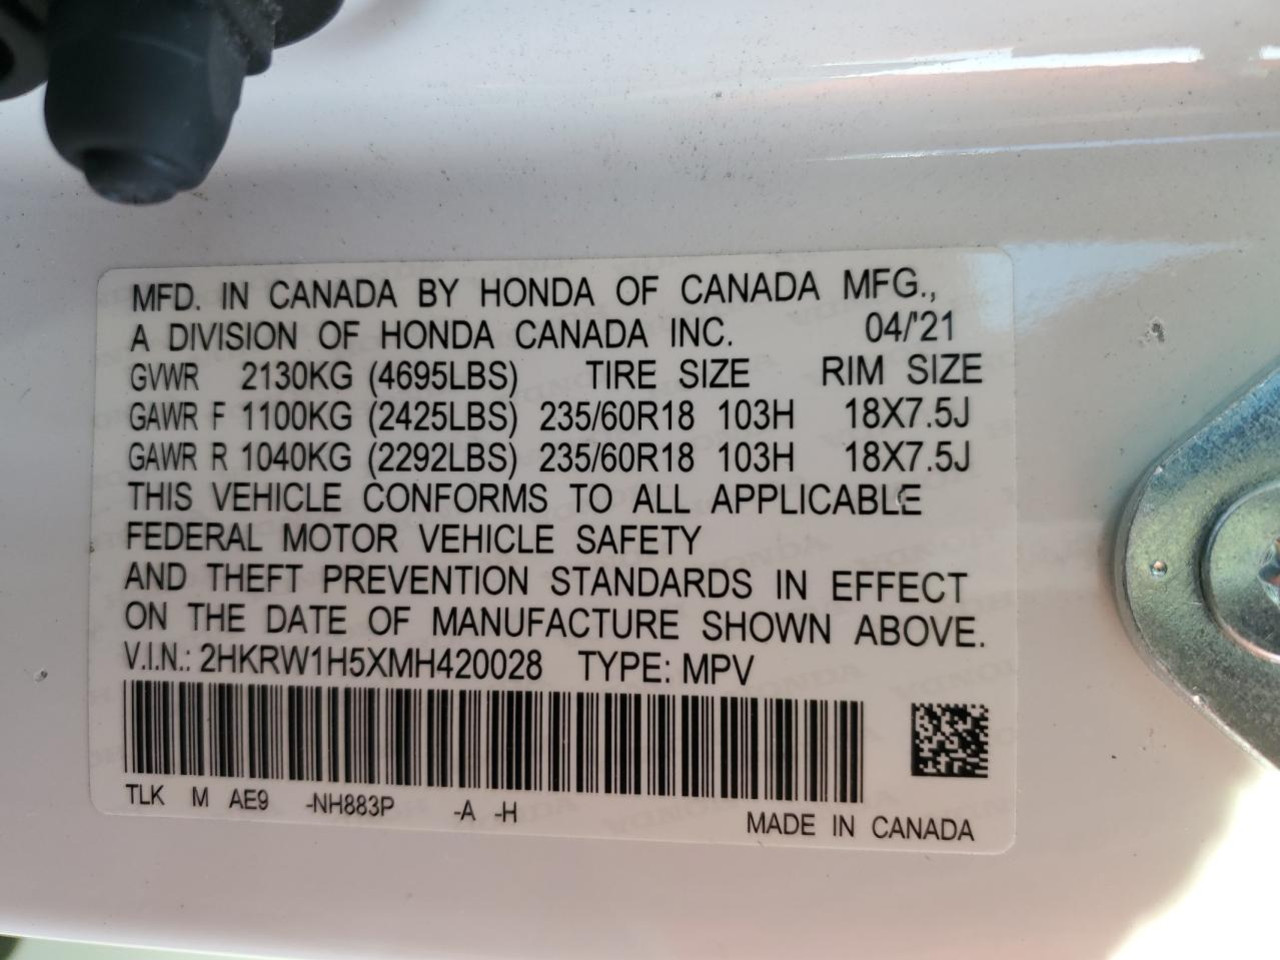 MFD. IN CANADA BY HONDA OF CANADA MFG.,
A DIVISION OF HONDA CANADA INC. 04/'21
GVWR 2130KG (4695LBS) TIRE SIZE RIM SIZE
GAWR F 1100KG (2425LBS) 235/60R18 103H 18X7.5J
GAWR R 1040KG (2292LBS) 235/60R18 103H 18X7.5J
THIS VEHICLE CONFORMS TO ALL APPLICABLE
FEDERAL MOTOR VEHICLE SAFETY
AND THEFT PREVENTION STANDARDS IN EFFECT
ON THE DATE OF MANUFACTURE SHOWN ABOVE.
V.I.N.: 2HKRW1H5XMH420028 TYPE: MPV
TLK M AE9 -NH883P -A -H
MADE IN CANADA